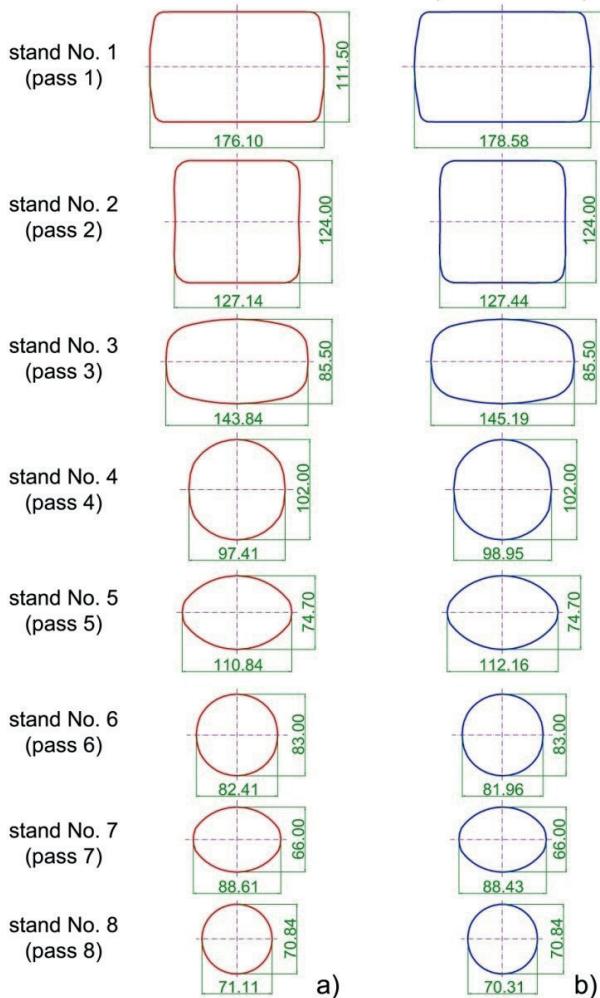 stand No. 1
(pass 1)
111.50
176.10
178.58
stand No. 2
(pass 2)
124.00
124.00
127.14
127.44
stand No. 3
(pass 3)
85.50
85.50
143.84
145.19
stand No. 4
(pass 4)
102.00
102.00
97.41
98.95
stand No. 5
(pass 5)
74.70
74.70
110.84
112.16
stand No. 6
(pass 6)
83.00
83.00
82.41
81.96
stand No. 7
(pass 7)
66.00
66.00
88.61
88.43
stand No. 8
(pass 8)
70.84
70.84
71.11
a)
70.31
b)